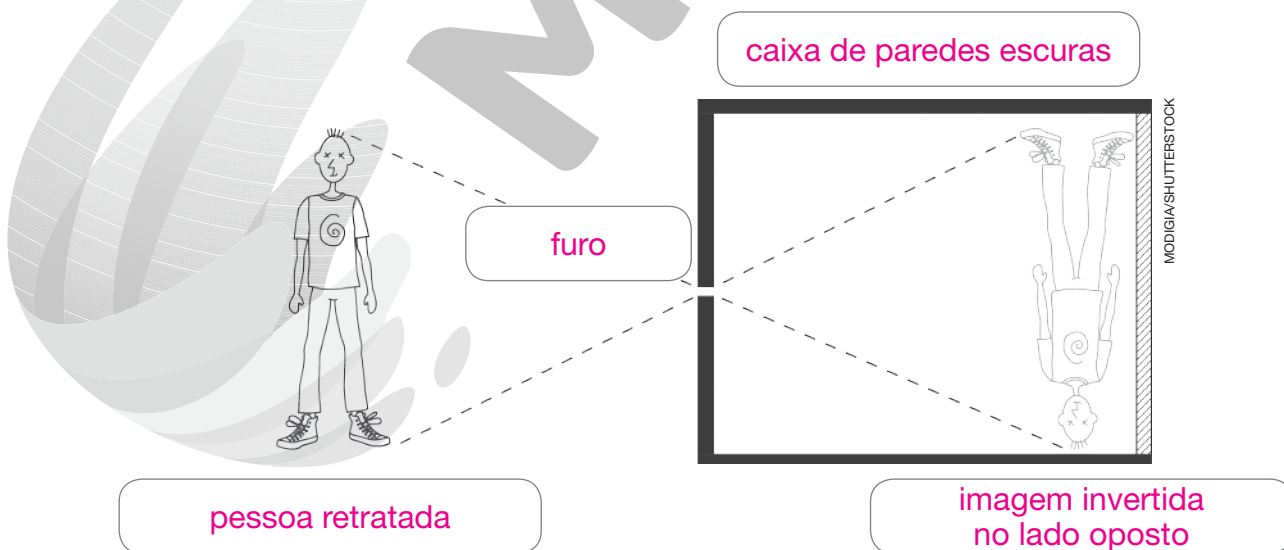 caixa de paredes escuras
MODIGIA/SHUTTERSTOCK
furo
pessoa retratada
imagem invertida
no lado oposto